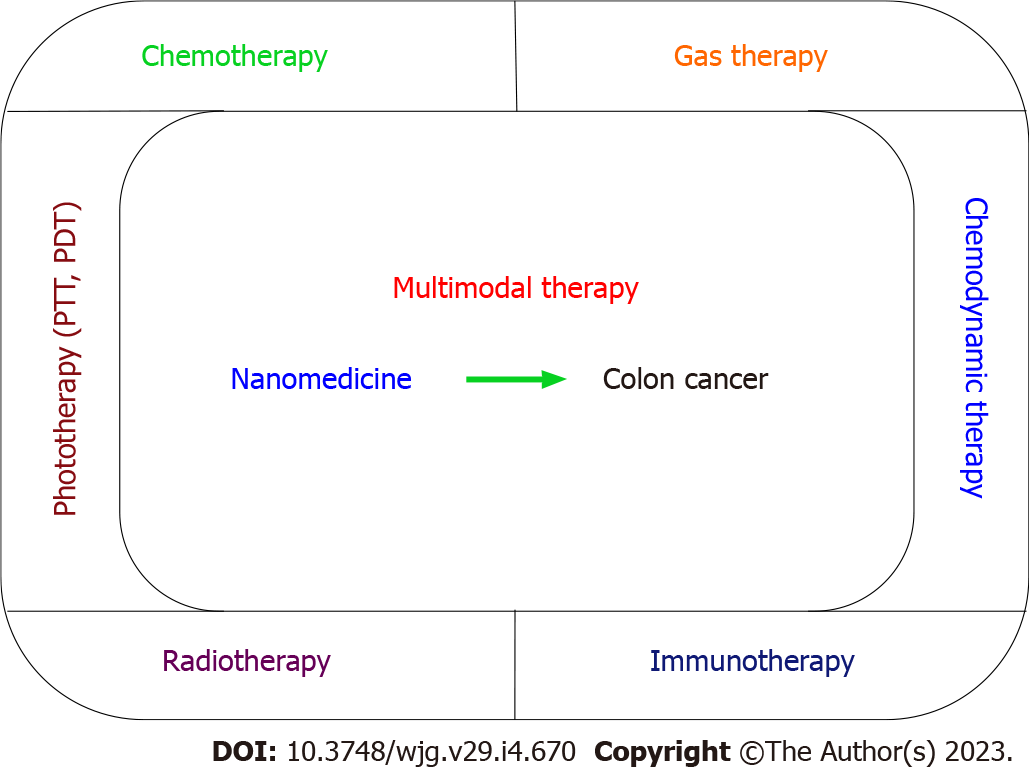 Chemotherapy
Gas therapy
Phototherapy (PTT, PDT)
Multimodal therapy
Nanomedicine
Colon cancer
Chemodynamic therapy
Radiotherapy
Immunotherapy
DOI: 10.3748/wjg.v29.i4.670 Copyright ©The Author(s) 2023.